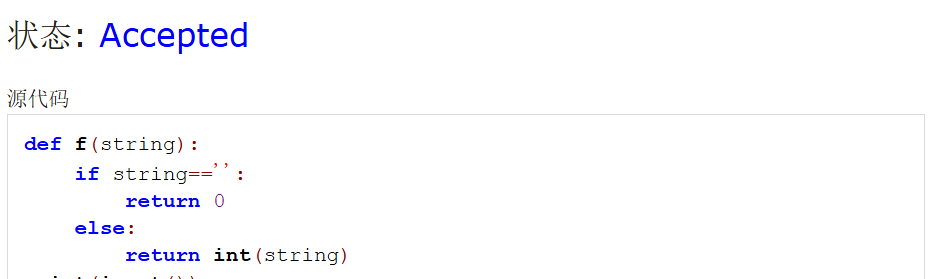 状态: Accepted
源代码
def f(string):
    if string=='':
        return 0
    else:
        return int(string)